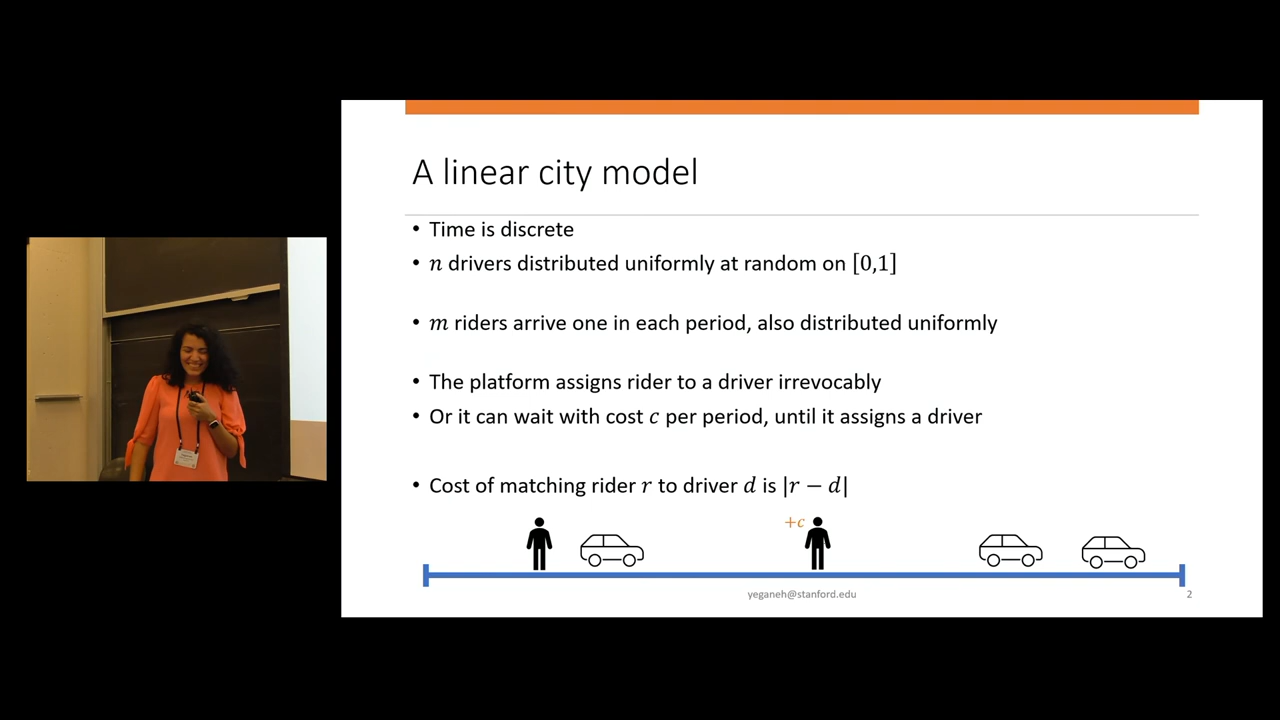 A linear city model
• Time is discrete
• n drivers distributed uniformly at random on [0,1]
• m riders arrive one in each period, also distributed uniformly
• The platform assigns rider to a driver irrevocably
• Or it can wait with cost c per period, until it assigns a driver
• Cost of matching rider r to driver d is |r − d|
+c
yeganeh@stanford.edu
2